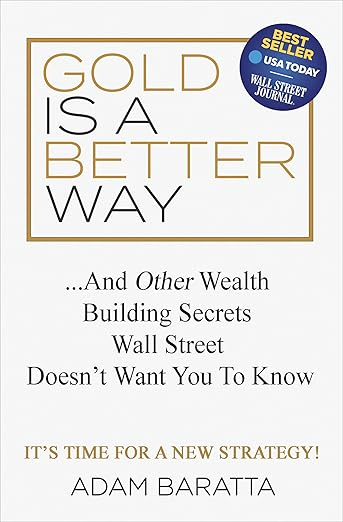 BEST
SELLER
USA TODAY
WALL STREET
JOURNAL.
GOLD
IS A
BETTER
WAY
...And Other Wealth
Building Secrets
Wall Street
Doesn't Want You To Know
IT'S TIME FOR A NEW STRATEGY!
ADAM BARATTA